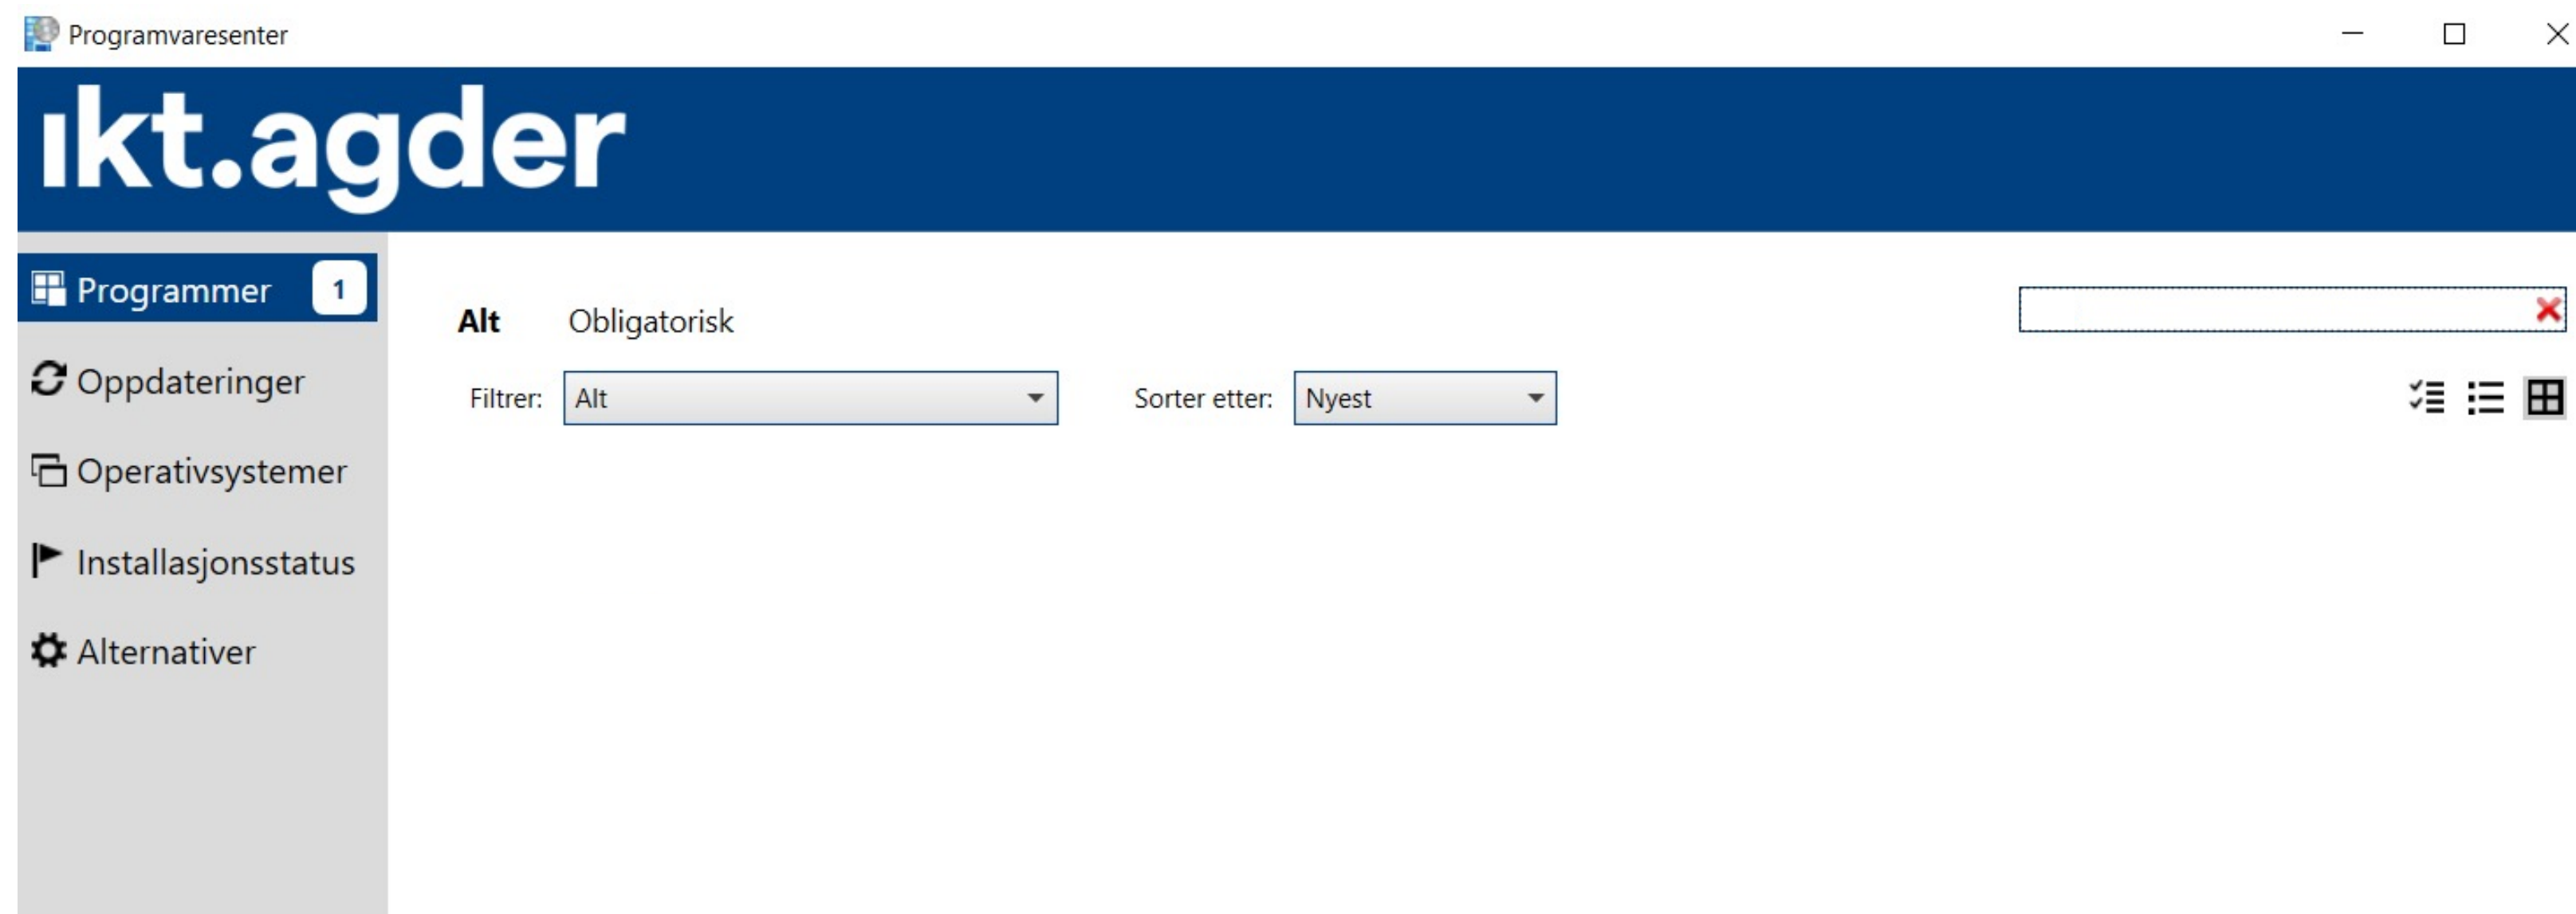 Programvaresenter
ıkt.agder
Programmer 1
Oppdateringer
Operativsystemer
Installasjonsstatus
Alternativer
Alt Obligatorisk
Filtrer: Alt Sorter etter: Nyest